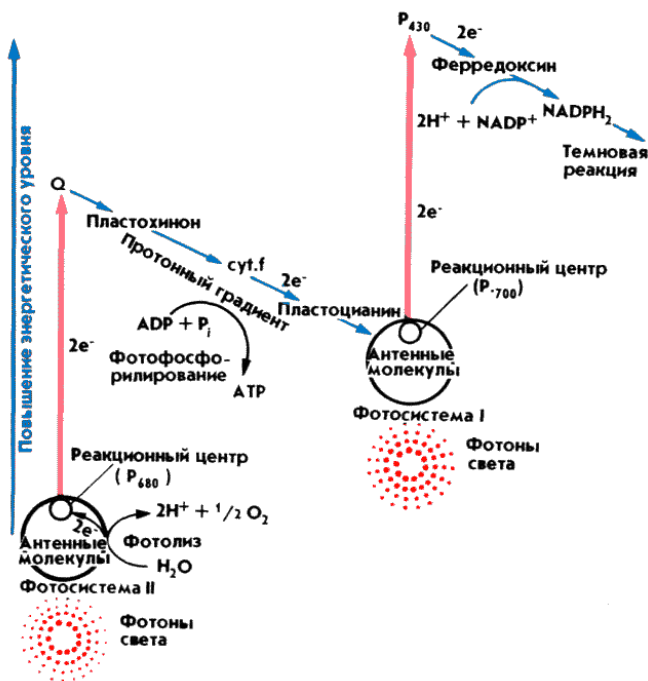 Повышение энергетического уровня
P430
2e-
Ферредоксин
2H+ + NADP+
NADPH2
Темновая
реакция
2e-
Q
Пластохинон
cyt.f
2e-
Пластоцианин
Протонный градиент
ADP + Pi
Фотофосфо-
рилирование
ATP
2e-
Реакционный центр
(P-700)
Антенные
молекулы
Фотосистема I
Фотоны
света
Реакционный центр
(P680)
2e-
2H+ + 1/2 O2
Фотолиз
H2O
Антенные
молекулы
Фотосистема II
Фотоны
света